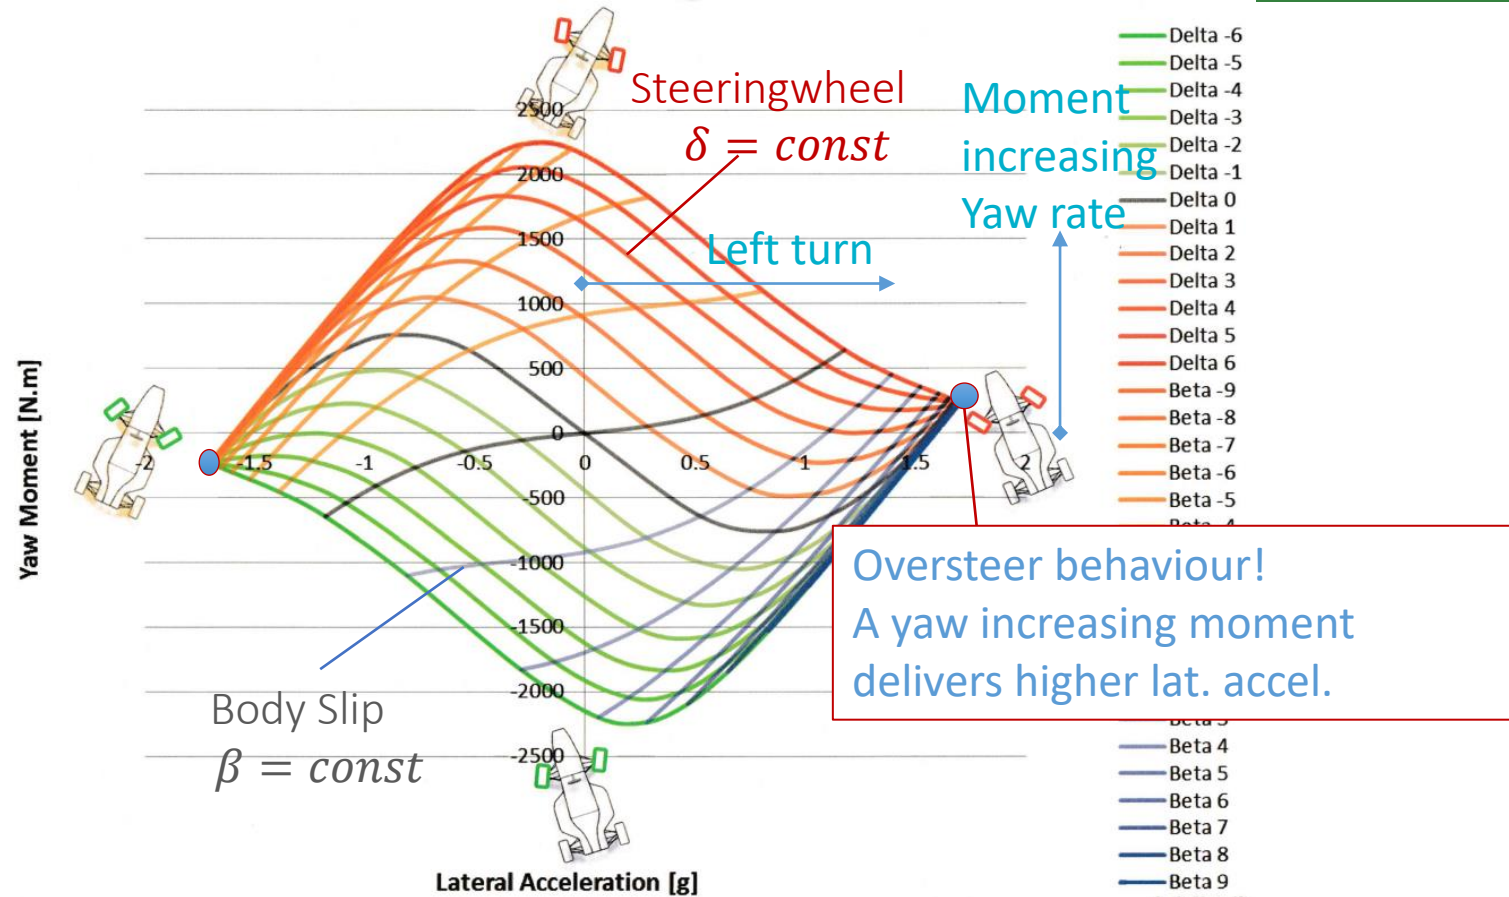 Steeringwheel
δ = const
Moment
increasing
Yaw rate
Left turn
2500
2000
1500
1000
500
0
-500
-1000
-1500
-2000
-2500
-2
-1.5
-1
-0.5
0
0.5
1
1.5
2
Yaw Moment [N.m]
Lateral Acceleration [g]
Body Slip
β = const
Oversteer behaviour!
A yaw increasing moment
delivers higher lat. accel.
Delta -6
Delta -5
Delta -4
Delta -3
Delta -2
Delta -1
Delta 0
Delta 1
Delta 2
Delta 3
Delta 4
Delta 5
Delta 6
Beta -9
Beta -8
Beta -7
Beta -6
Beta -5
Beta -4
Beta 3
Beta 4
Beta 5
Beta 6
Beta 7
Beta 8
Beta 9